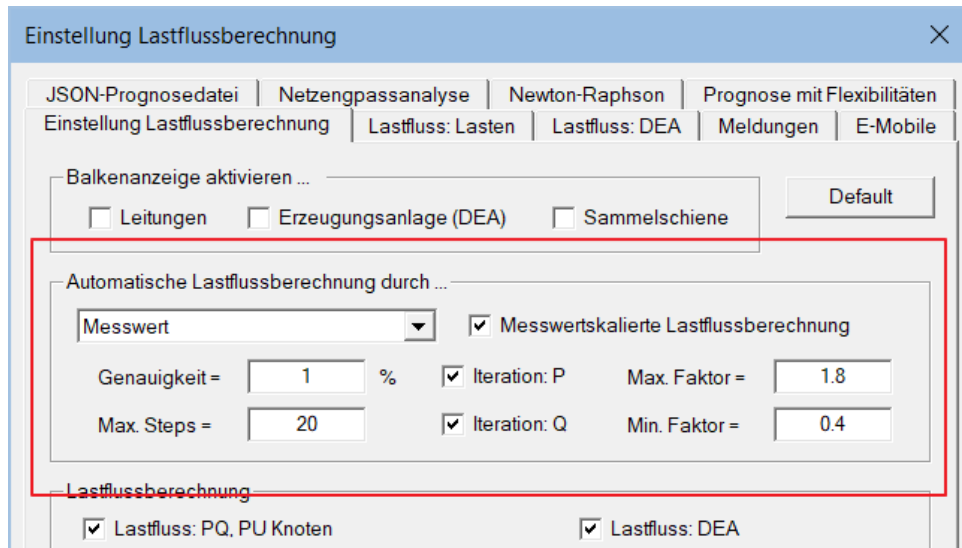 Einstellung Lastflussberechnung
JSON-Prognosedatei Netzengpassanalyse Newton-Raphson Prognose mit Flexibilitäten
Einstellung Lastflussberechnung Lastfluss: Lasten Lastfluss: DEA Meldungen E-Mobile
Balkenanzeige aktivieren ...
Default
Leitungen Erzeugungsanlage (DEA) Sammelschiene
Automatische Lastflussberechnung durch ...
Messwert Messwertskalierte Lastflussberechnung
Genauigkeit = 1 % Iteration: P Max. Faktor = 1.8
Max. Steps = 20 Iteration: Q Min. Faktor = 0.4
Lastflussberechnung
Lastfluss: PQ, PU Knoten Lastfluss: DEA